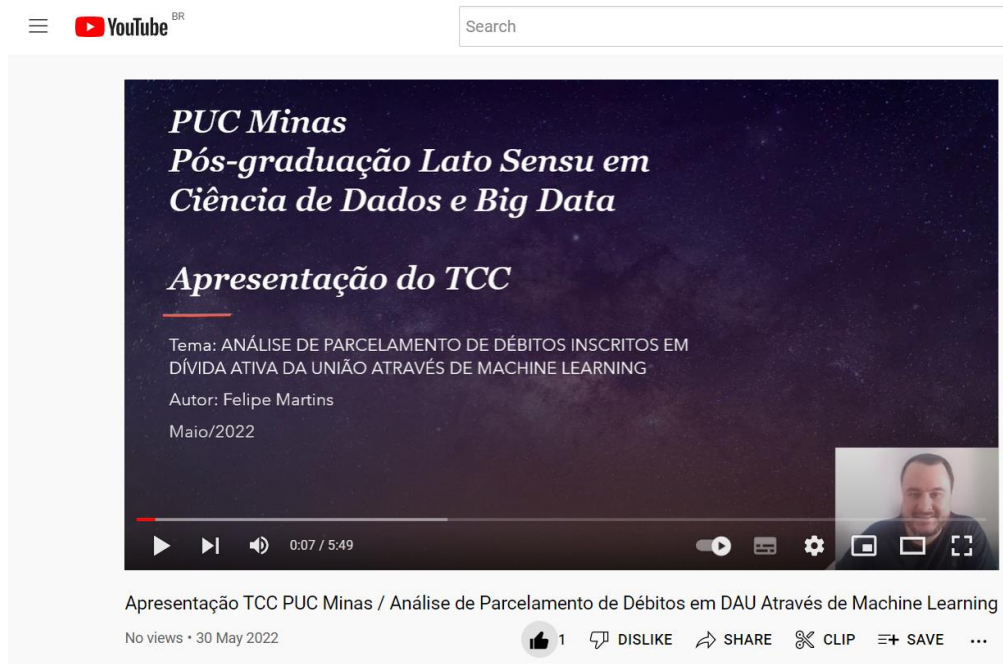 YouTube BR
Search
PUC Minas
Pós-graduação Lato Sensu em
Ciência de Dados e Big Data
Apresentação do TCC
Tema: ANÁLISE DE PARCELAMENTO DE DÉBITOS INSCRITOS EM
DÍVIDA ATIVA DA UNIÃO ATRAVÉS DE MACHINE LEARNING
Autor: Felipe Martins
Maio/2022
0:07 / 5:49
Apresentação TCC PUC Minas / Análise de Parcelamento de Débitos em DAU Através de Machine Learning
No views • 30 May 2022
1 DISLIKE SHARE CLIP SAVE ...